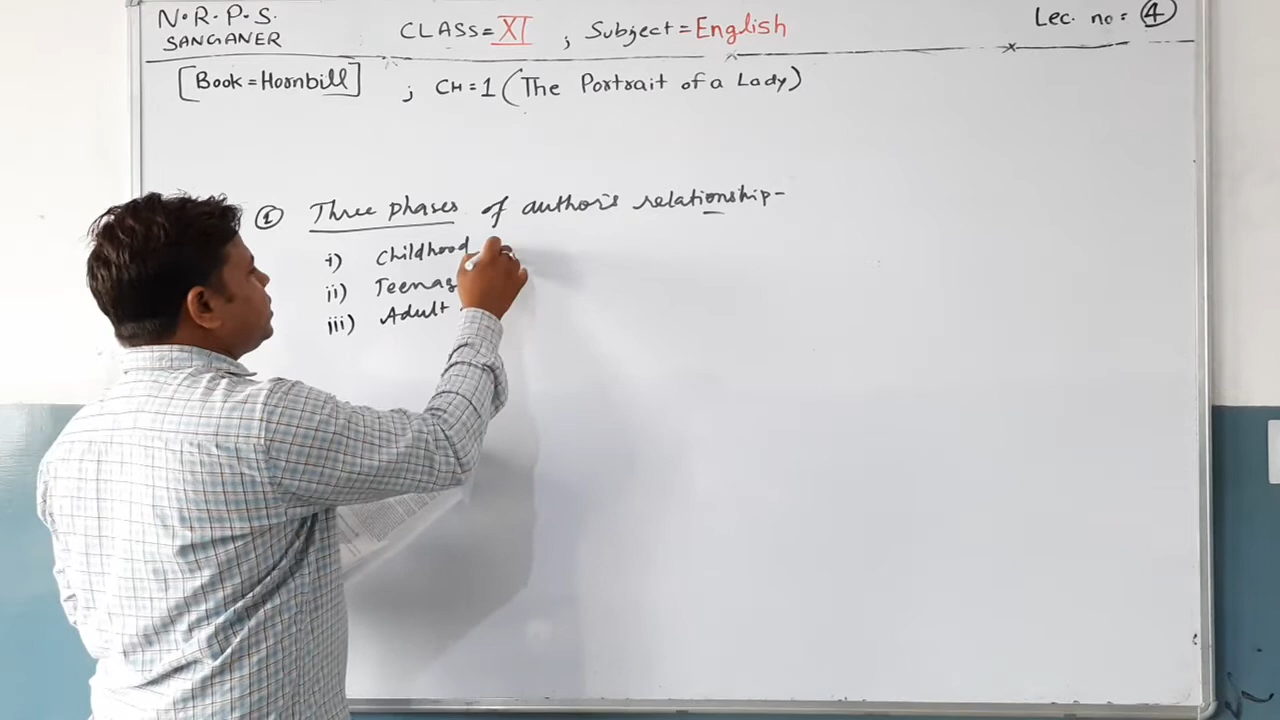 N.R.P.S. CLASS=XI ; Subject=English Lec. no: 4
SANGANER
[Book=Hornbill] ; CH=1 (The Portrait of a Lady)
1 Three phases of author's relationship-
i) Childhood
ii) Teenag
iii) Adult